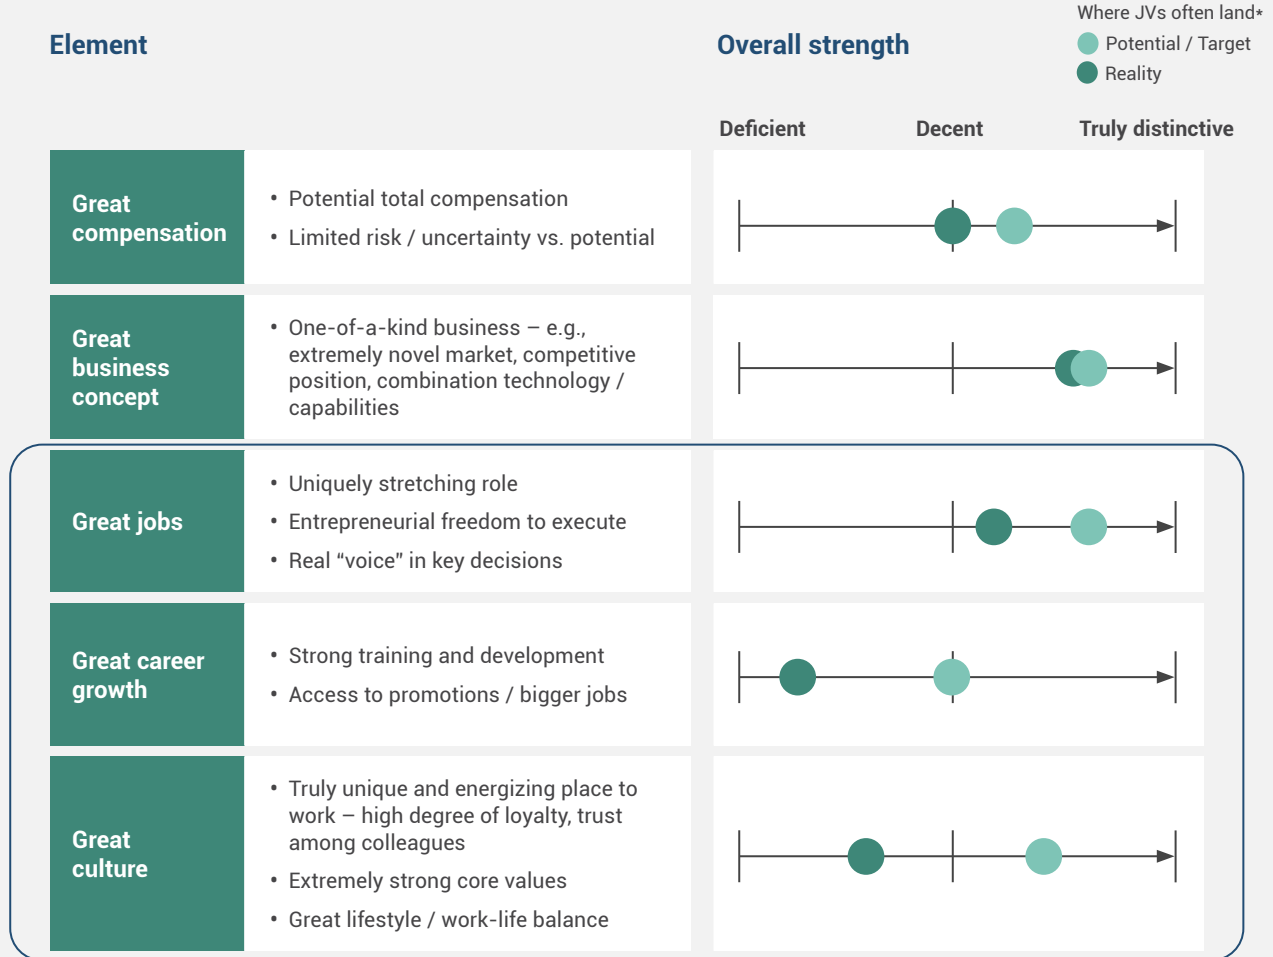 Where JVs often land*
Element
Overall strength
Potential / Target
Reality
Deficient
Decent
Truly distinctive
Great
compensation
• Potential total compensation
• Limited risk / uncertainty vs. potential
Great
business
concept
• One-of-a-kind business – e.g.,
extremely novel market, competitive
position, combination technology /
capabilities
Great jobs
• Uniquely stretching role
• Entrepreneurial freedom to execute
• Real “voice” in key decisions
Great career
growth
• Strong training and development
• Access to promotions / bigger jobs
Great
culture
• Truly unique and energizing place to
work – high degree of loyalty, trust
among colleagues
• Extremely strong core values
• Great lifestyle / work-life balance